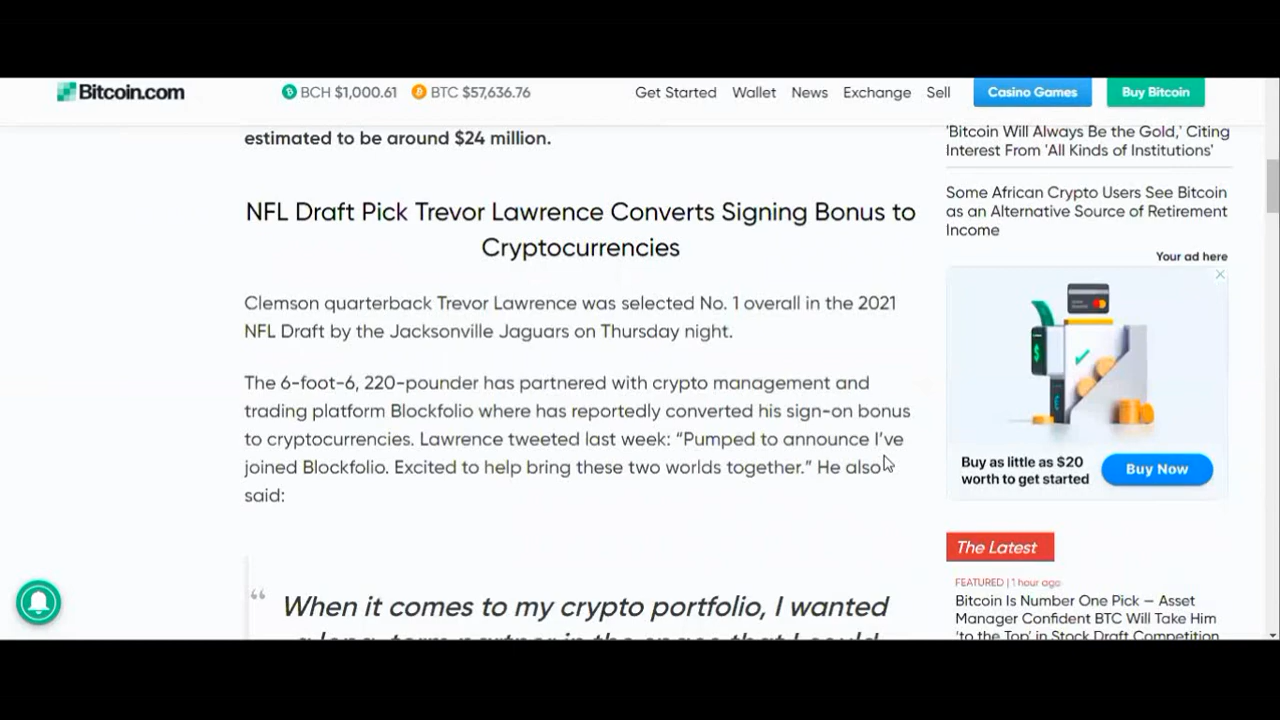 Bitcoin.com
BCH $1,000.61 BTC $57,636.76
Get Started Wallet News Exchange Sell Casino Games Buy Bitcoin
estimated to be around $24 million.
NFL Draft Pick Trevor Lawrence Converts Signing Bonus to
Cryptocurrencies
Clemson quarterback Trevor Lawrence was selected No. 1 overall in the 2021
NFL Draft by the Jacksonville Jaguars on Thursday night.
The 6-foot-6, 220-pounder has partnered with crypto management and
trading platform Blockfolio where has reportedly converted his sign-on bonus
to cryptocurrencies. Lawrence tweeted last week: “Pumped to announce I’ve
joined Blockfolio. Excited to help bring these two worlds together.” He also
said:
“ When it comes to my crypto portfolio, I wanted
a long-term partner in the space that I could
'Bitcoin Will Always Be the Gold,' Citing
Interest From 'All Kinds of Institutions'
Some African Crypto Users See Bitcoin
as an Alternative Source of Retirement
Income
Your ad here
Buy as little as $20
worth to get started
Buy Now
The Latest
FEATURED | 1 hour ago
Bitcoin Is Number One Pick – Asset
Manager Confident BTC Will Take Him
'to the Top' in Stock Draft Competition